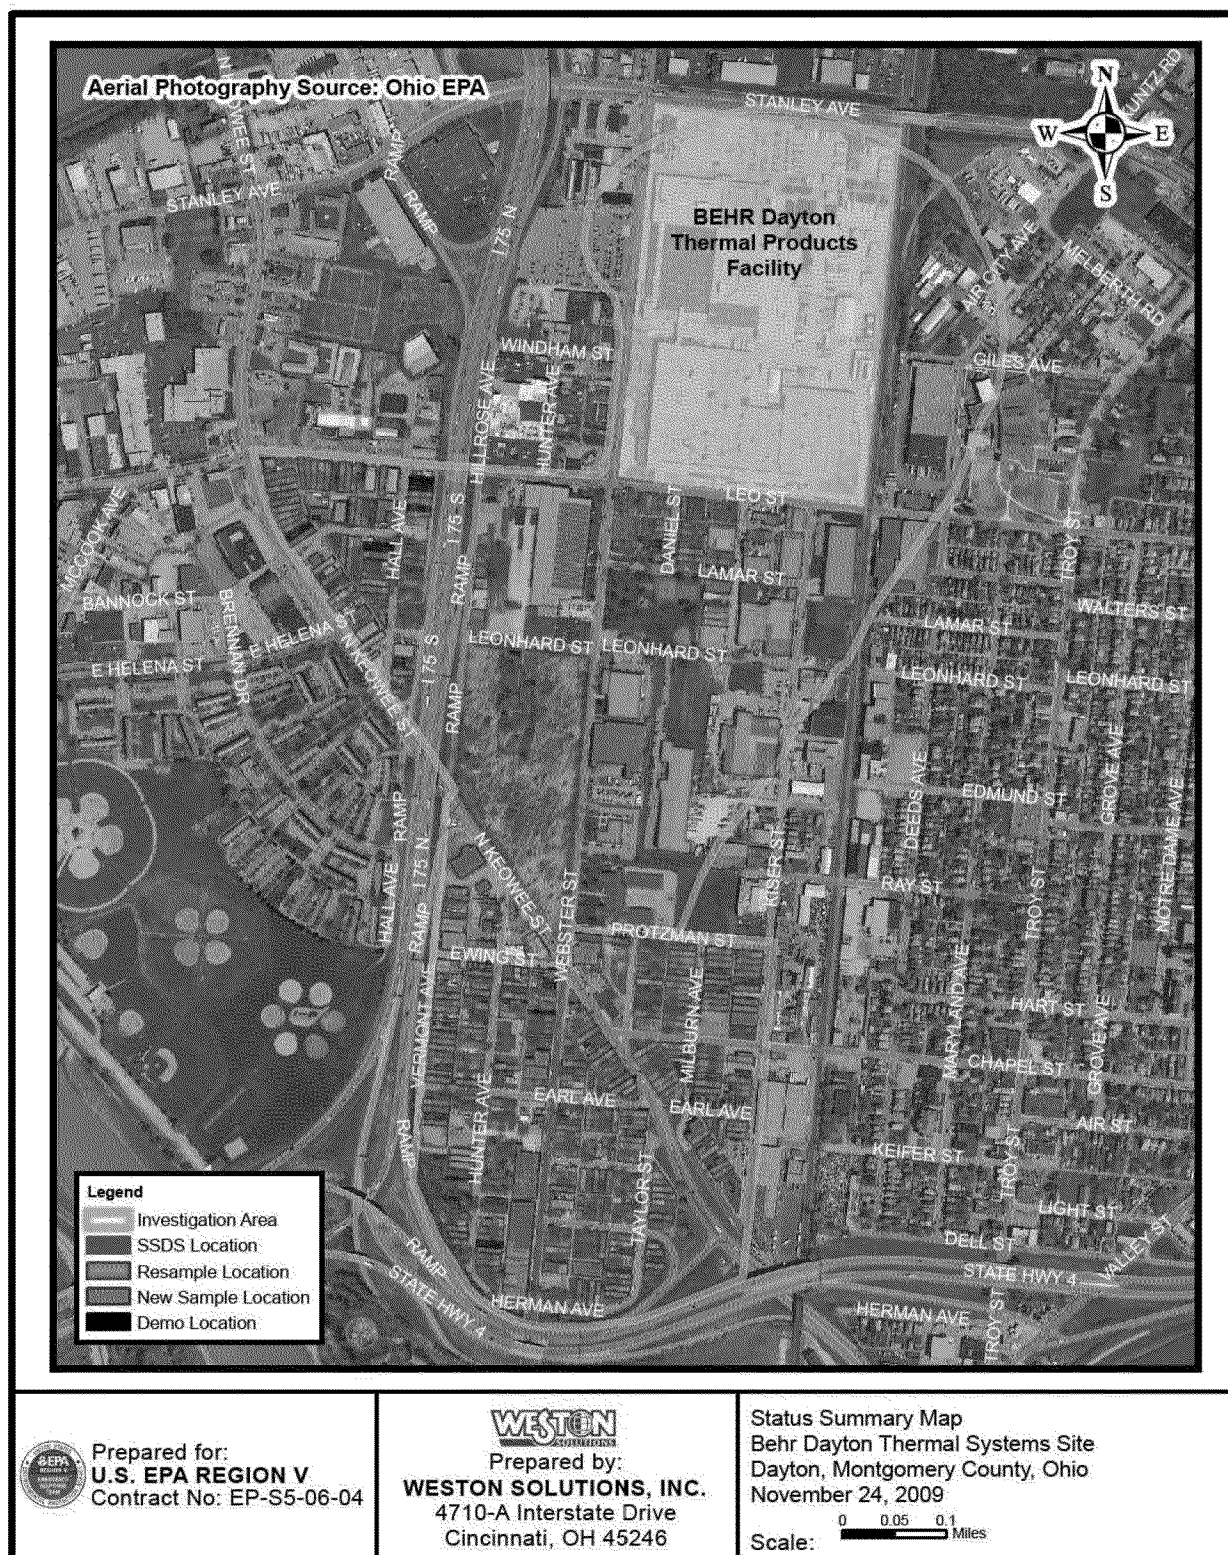 Aerial Photography Source: Ohio EPA
N
W
E
S
STANLEY AVE
N KEOWEE ST
RAMP
STANLEY AVE
RAMP
I 75 N
BEHR Dayton
Thermal Products
Facility
AIR CITY AVE
MELBERTH RD
WINDHAM ST
GILES AVE
HILLROSE AVE
HUNTER AVE
LEO ST
DANIEL ST
TROY ST
MCCOOK AVE
HALL AVE
I 75 S
RAMP
LAMAR ST
BANNOCK ST
BRENNAN DR
WALTERS ST
LAMAR ST
E HELENA ST
N KEOWEE ST
LEONHARD ST
LEONHARD ST
E HELENA ST
I 75 S
RAMP
LEONHARD ST
LEONHARD ST
DEEDS AVE
EDMUND ST
GROVE AVE
NOTRE DAME AVE
HALL AVE
RAMP
I 75 N
RAMP
N KEOWEE ST
KISER ST
RAY ST
TROY ST
WEBSTER ST
PROTZMAN ST
EWING ST
VERMONT AVE
MILBURN AVE
MARYLAND AVE
HART ST
GROVE AVE
CHAPEL ST
EARL AVE
EARL AVE
HUNTER AVE
AIR ST
RAMP
KEIFER ST
TROY ST
TAYLOR ST
LIGHT ST
VALLEY ST
DELL ST
STATE HWY 4
RAMP
STATE HWY 4
HERMAN AVE
HERMAN AVE
TROY ST
Legend
Investigation Area
SSDS Location
Resample Location
New Sample Location
Demo Location
EPA
REGION V
Prepared for:
U.S. EPA REGION V
Contract No: EP-S5-06-04
WESTON
SOLUTIONS
Prepared by:
WESTON SOLUTIONS, INC.
4710-A Interstate Drive
Cincinnati, OH 45246
Status Summary Map
Behr Dayton Thermal Systems Site
Dayton, Montgomery County, Ohio
November 24, 2009
0 0.05 0.1
Miles
Scale: